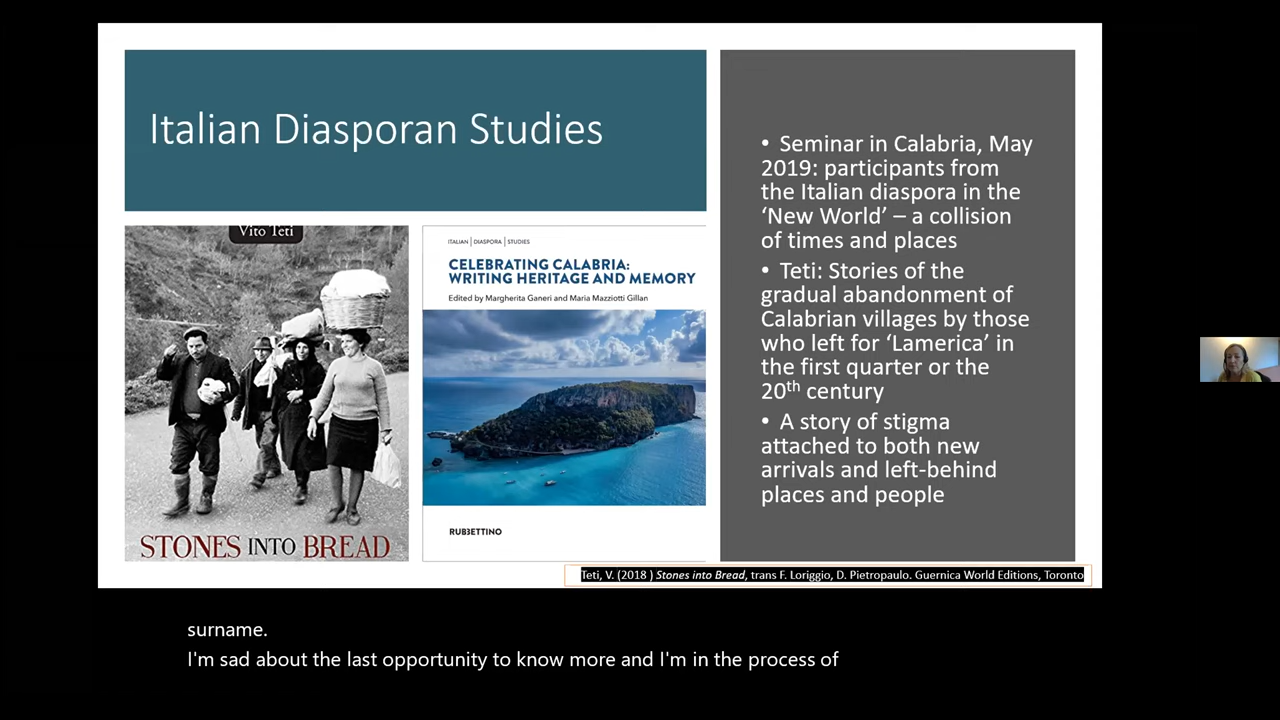 Italian Diasporan Studies
Vito Teti
STONES INTO BREAD
ITALIAN | DIASPORA | STUDIES
CELEBRATING CALABRIA:
WRITING HERITAGE AND MEMORY
Edited by Margherita Ganeri and Maria Mazziotti Gillan
RUBBETTINO
• Seminar in Calabria, May
2019: participants from
the Italian diaspora in the
‘New World’ – a collision
of times and places
• Teti: Stories of the
gradual abandonment of
Calabrian villages by those
who left for ‘Lamerica’ in
the first quarter or the
20th century
• A story of stigma
attached to both new
arrivals and left-behind
places and people
Teti, V. (2018 ) Stones into Bread, trans F. Loriggio, D. Pietropaulo. Guernica World Editions, Toronto
surname.
I'm sad about the last opportunity to know more and I'm in the process of